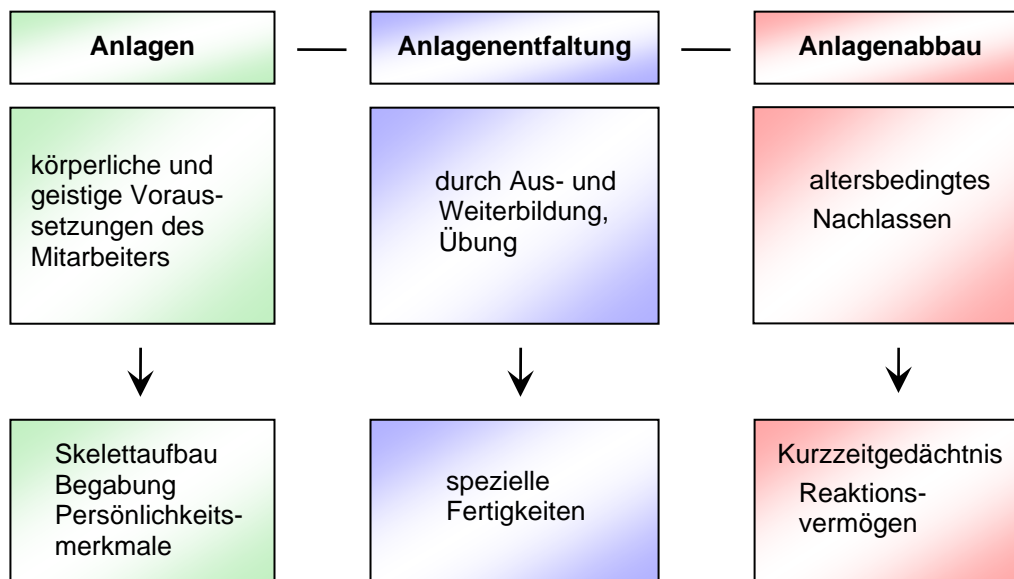 Anlagen
Anlagenentfaltung
Anlagenabbau
körperliche und
geistige Voraus-
setzungen des
Mitarbeiters
durch Aus- und
Weiterbildung,
Übung
altersbedingtes
Nachlassen
Skelettaufbau
Begabung
Persönlichkeits-
merkmale
spezielle
Fertigkeiten
Kurzzeitgedächtnis
Reaktions-
vermögen